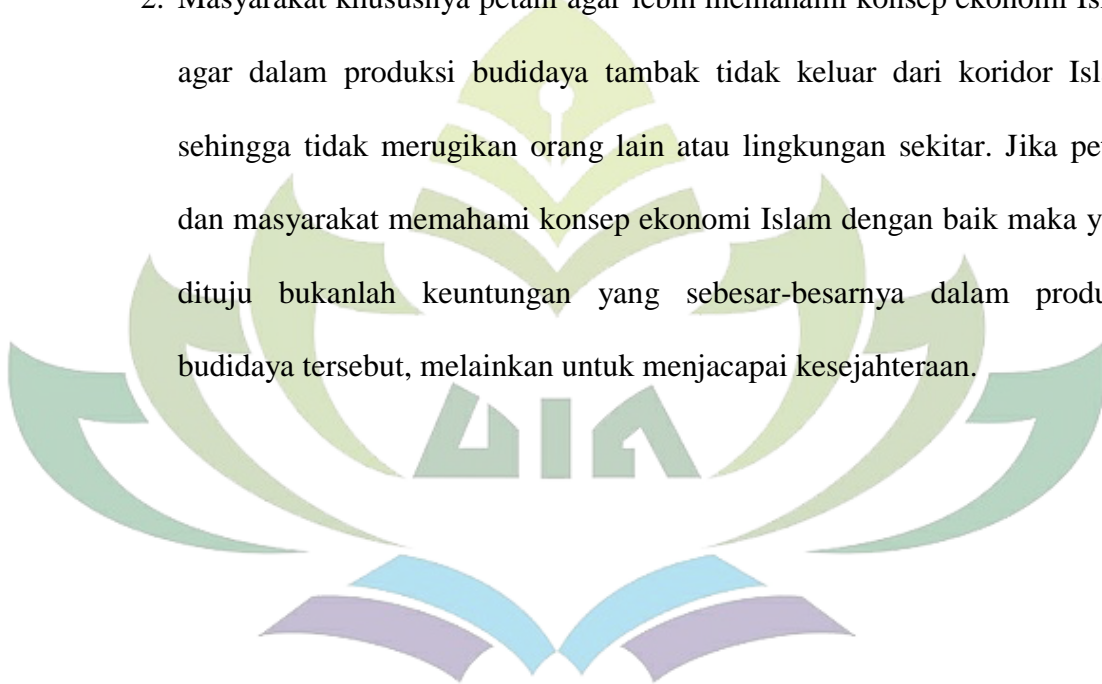 2. Masyarakat khususnya petani agar lebih memahami konsep ekonomi Isl
agar dalam produksi budidaya tambak tidak keluar dari koridor Isl
sehingga tidak merugikan orang lain atau lingkungan sekitar. Jika pe
dan masyarakat memahami konsep ekonomi Islam dengan baik maka y
dituju bukanlah keuntungan yang sebesar-besarnya dalam produ
budidaya tersebut, melainkan untuk menjacapai kesejahteraan.
UIN